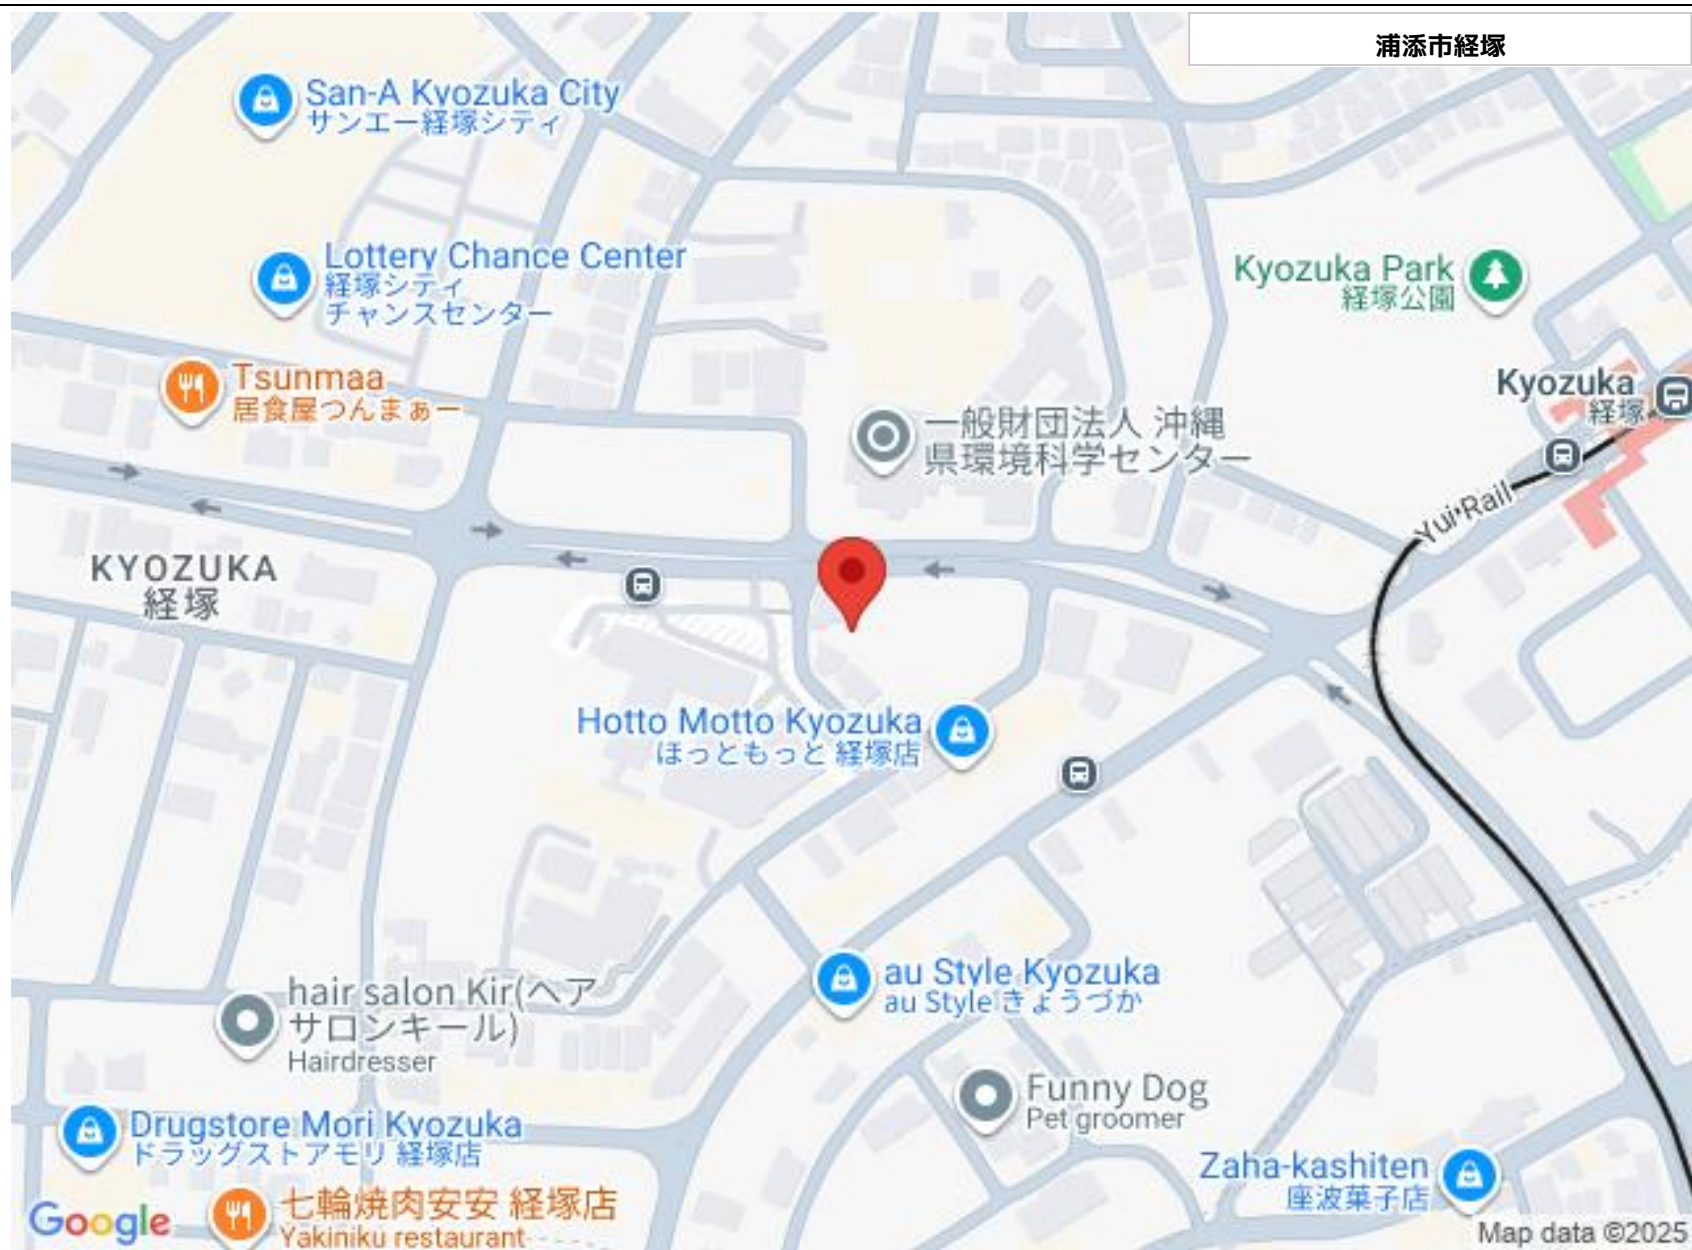 浦添市経塚
San-A Kyozuka City
サンエー経塚シティ
Lottery Chance Center
経塚シティ
チャンスセンター
Kyozuka Park
経塚公園
Tsunmaa
居食屋つんまぁー
Kyozuka
経塚
一般財団法人 沖縄
県環境科学センター
Yui Rail
KYOZUKA
経塚
Hotto Motto Kyozuka
ほっともっと 経塚店
au Style Kyozuka
au Style きょうづか
hair salon Kir(ヘア
サロンキール)
Hairdresser
Funny Dog
Pet groomer
Drugstore Mori Kyozuka
ドラッグストアモリ 経塚店
Zaha-kashiten
座波菓子店
七輪焼肉安安 経塚店
Yakiniku restaurant
Google
Map data ©2025